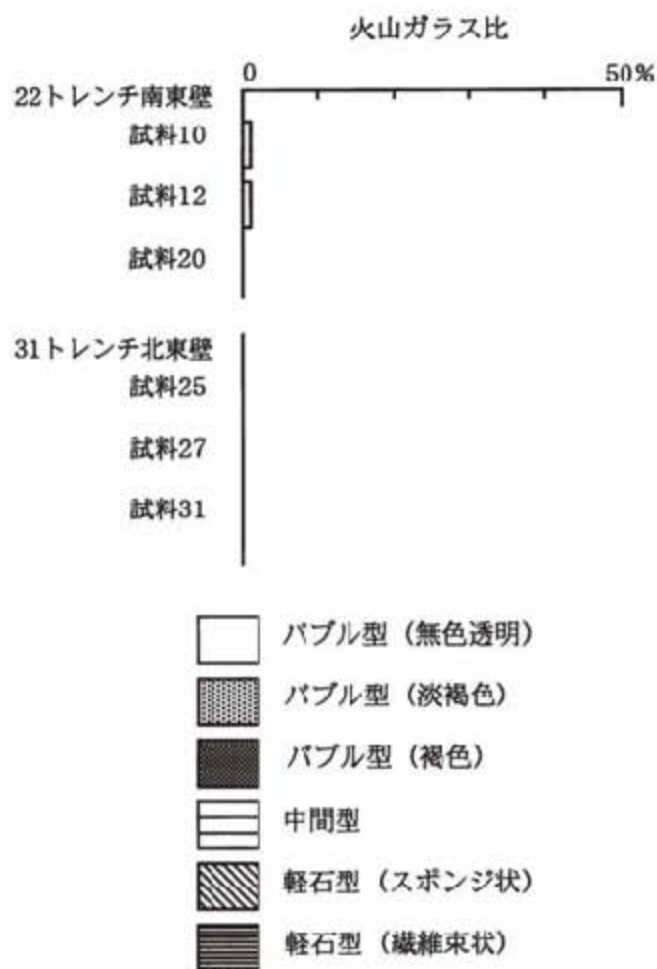 火山ガラス比
0 50%
22トレンチ南東壁
試料10
試料12
試料20
31トレンチ北東壁
試料25
試料27
試料31
バブル型（無色透明）
バブル型（淡褐色）
バブル型（褐色）
中間型
軽石型（スポンジ状）
軽石型（繊維束状）